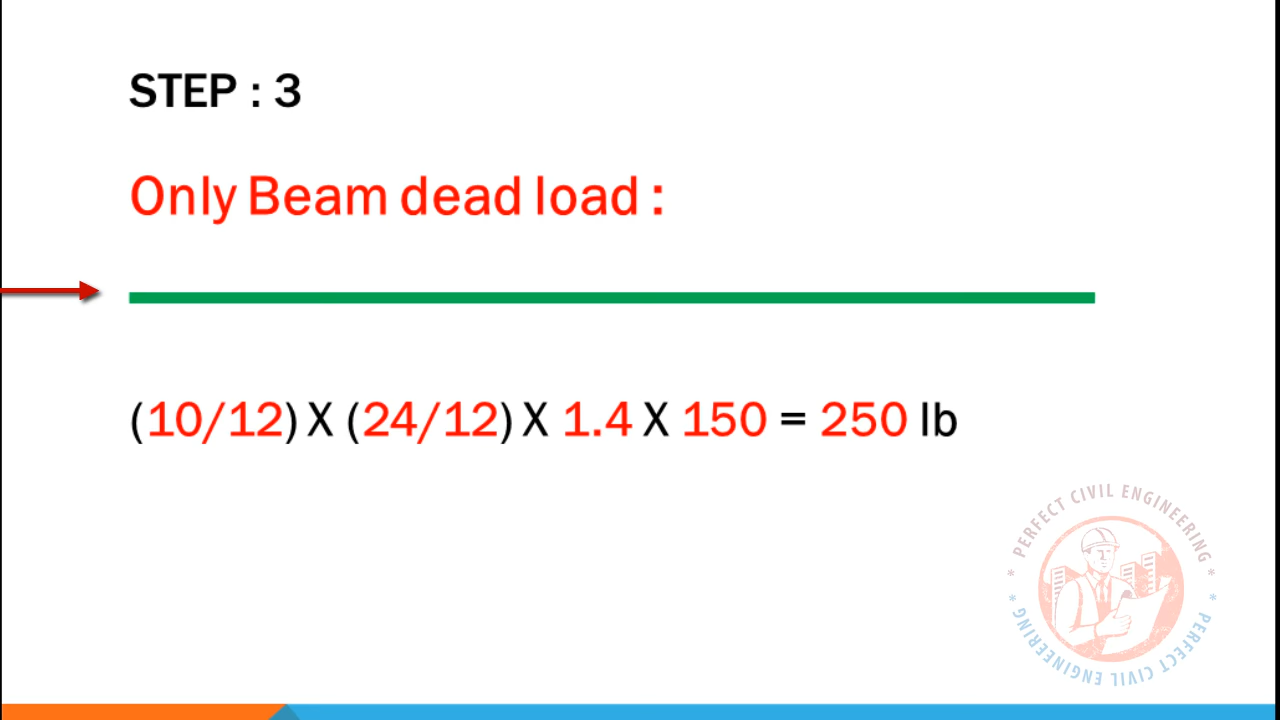 STEP : 3
Only Beam dead load :
(10/12) X (24/12) X 1.4 X 150 = 250 lb
* PERFECT CIVIL ENGINEERING *
* PERFECT CIVIL ENGINEERING *